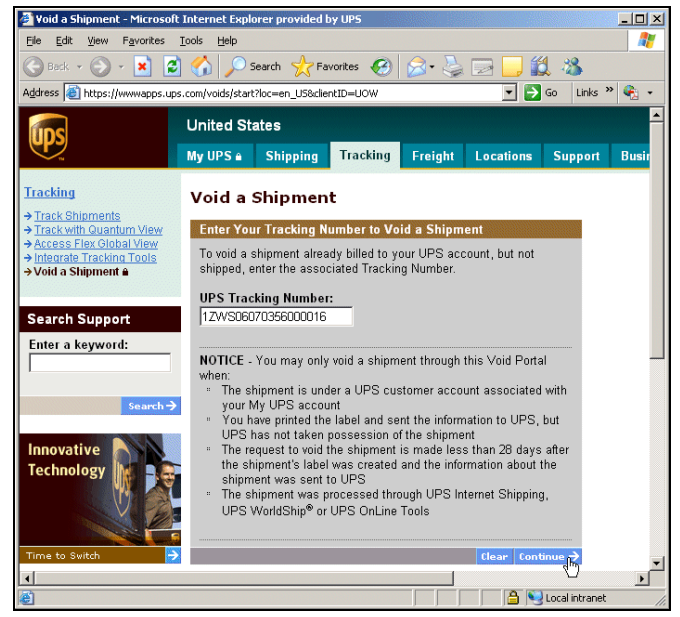 Void a Shipment - Microsoft Internet Explorer provided by UPS
File Edit View Favorites Tools Help
Back Search Favorites
Address https://wwwapps.ups.com/voids/start?loc=en_US&clientID=UOW Go Links »
ups
United States
My UPS Shipping Tracking Freight Locations Support Busir
Tracking
Track Shipments
Track with Quantum View
Access Flex Global View
Integrate Tracking Tools
Void a Shipment
Search Support
Enter a keyword:
Search
Innovative
Technology
ups
Time to Switch
Void a Shipment
Enter Your Tracking Number to Void a Shipment
To void a shipment already billed to your UPS account, but not
shipped, enter the associated Tracking Number.
UPS Tracking Number:
1ZWS06070356000016
NOTICE - You may only void a shipment through this Void Portal
when:
The shipment is under a UPS customer account associated with
your My UPS account
You have printed the label and sent the information to UPS, but
UPS has not taken possession of the shipment
The request to void the shipment is made less than 28 days after
the shipment's label was created and the information about the
shipment was sent to UPS
The shipment was processed through UPS Internet Shipping,
UPS WorldShip® or UPS OnLine Tools
Clear Continue
Local intranet